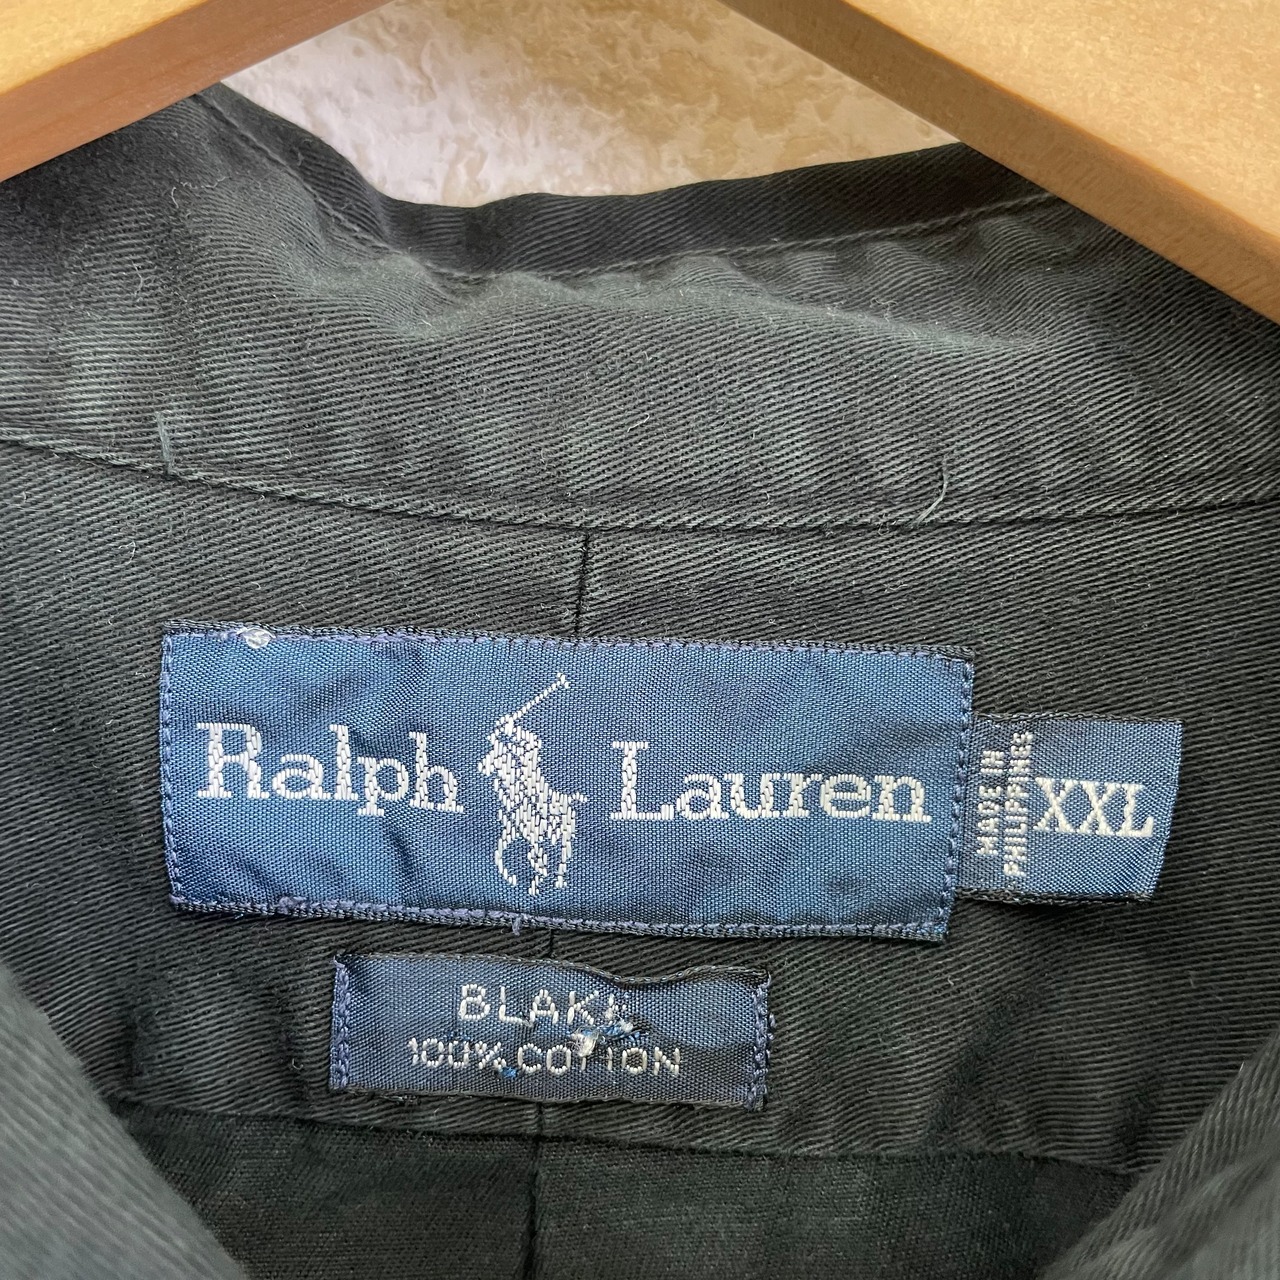 Ralph Lauren
MADE IN
PHILIPPINES
XXL
BLAKE
100% COTTON